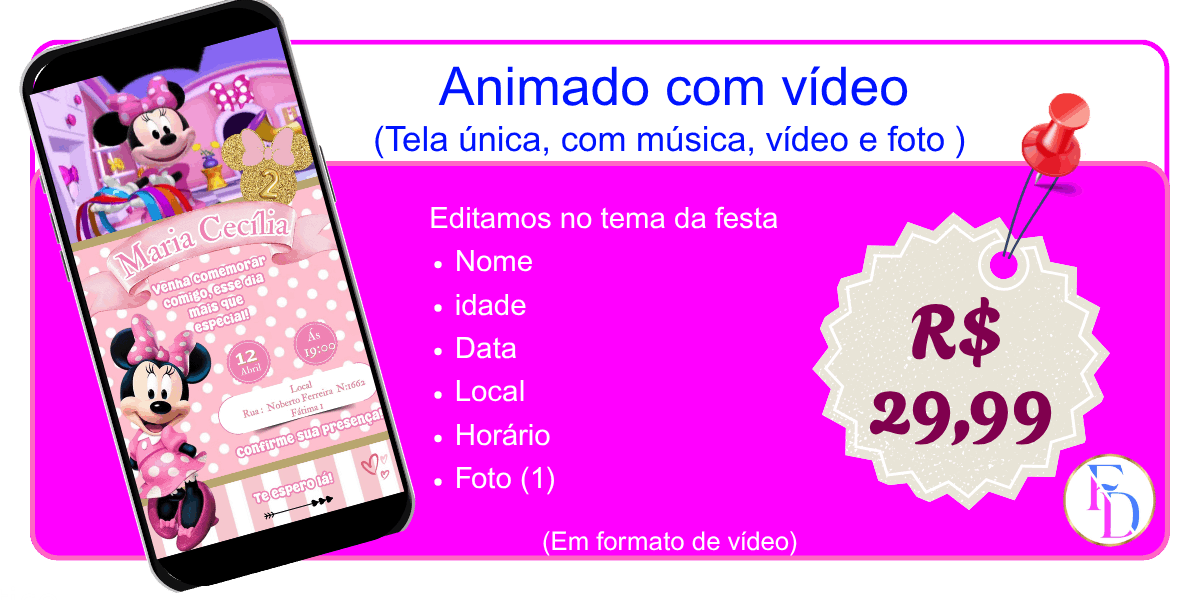 Animado com vídeo
(Tela única, com música, vídeo e foto )
2
Maria Cecília
Venha comemorar
comigo, esse dia
mais que
especial!
12
Abril
Ás
19:00
Local
Rua : Noberto Ferreira N:1662
Fátima 1
Confirme sua presença!
Te espero lá!
Editamos no tema da festa
• Nome
• idade
• Data
• Local
• Horário
• Foto (1)
(Em formato de vídeo)
R$
29,99
FD